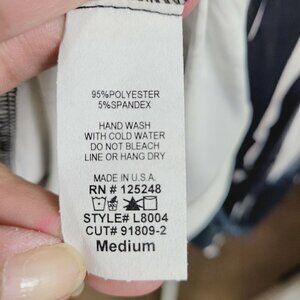 95%POLYESTER
5%SPANDEX
HAND WASH
WITH COLD WATER
DO NOT BLEACH
LINE OR HANG DRY
MADE IN U.S.A.
RN # 125248
STYLE# L8004
CUT# 91809-2
Medium